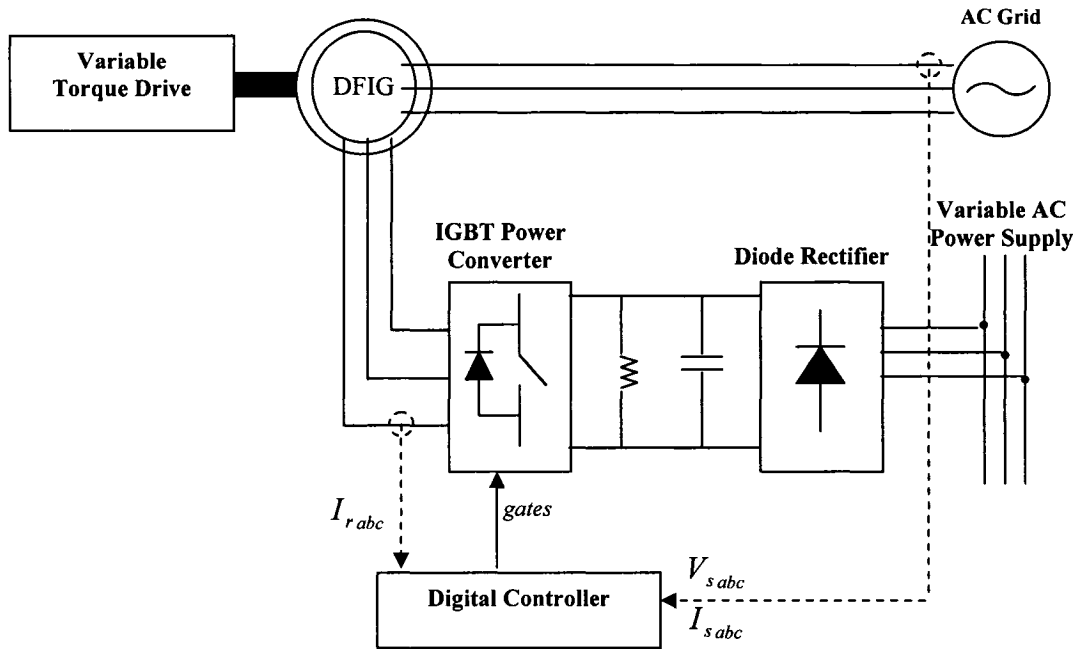 AC Grid
Variable
Torque Drive
DFIG
Variable AC
Power Supply
IGBT Power
Converter
Diode Rectifier
I r abc
gates
V s abc
Digital Controller
I s abc